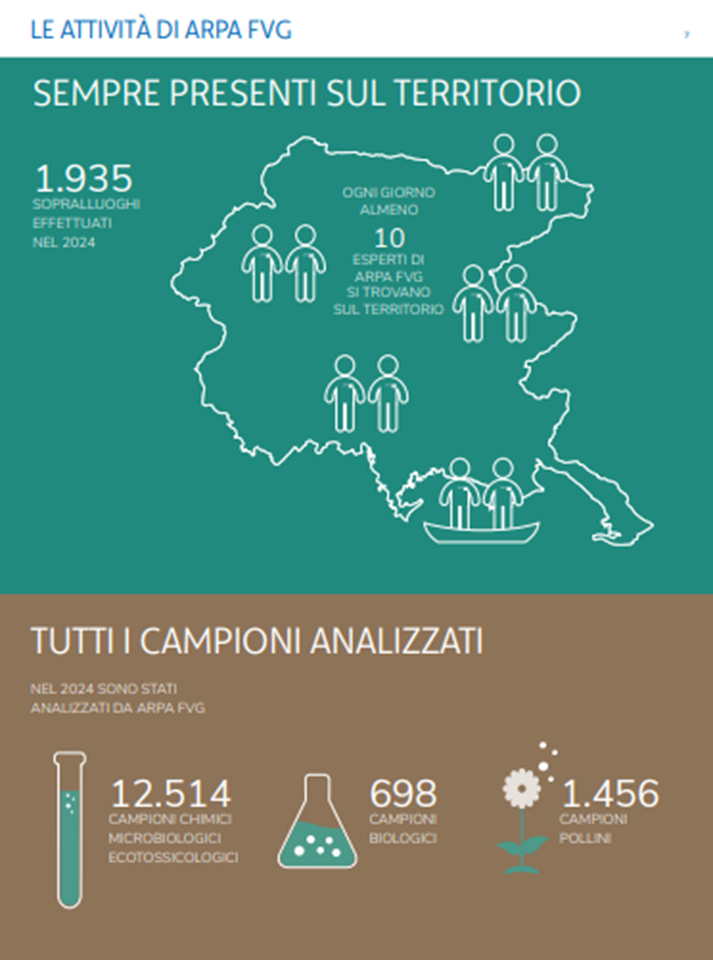 LE ATTIVITÀ DI ARPA FVG
SEMPRE PRESENTI SUL TERRITORIO
1.935
SOPRALLUOGHI
EFFETTUATI
NEL 2024
OGNI GIORNO
ALMENO
10
ESPERTI DI
ARPA FVG
SI TROVANO
SUL TERRITORIO
TUTTI I CAMPIONI ANALIZZATI
NEL 2024 SONO STATI
ANALIZZATI DA ARPA FVG
12.514
CAMPIONI CHIMICI
MICROBIOLOGICI
ECOTOSSICOLOGICI
698
CAMPIONI
BIOLOGICI
1.456
CAMPIONI
POLLINI